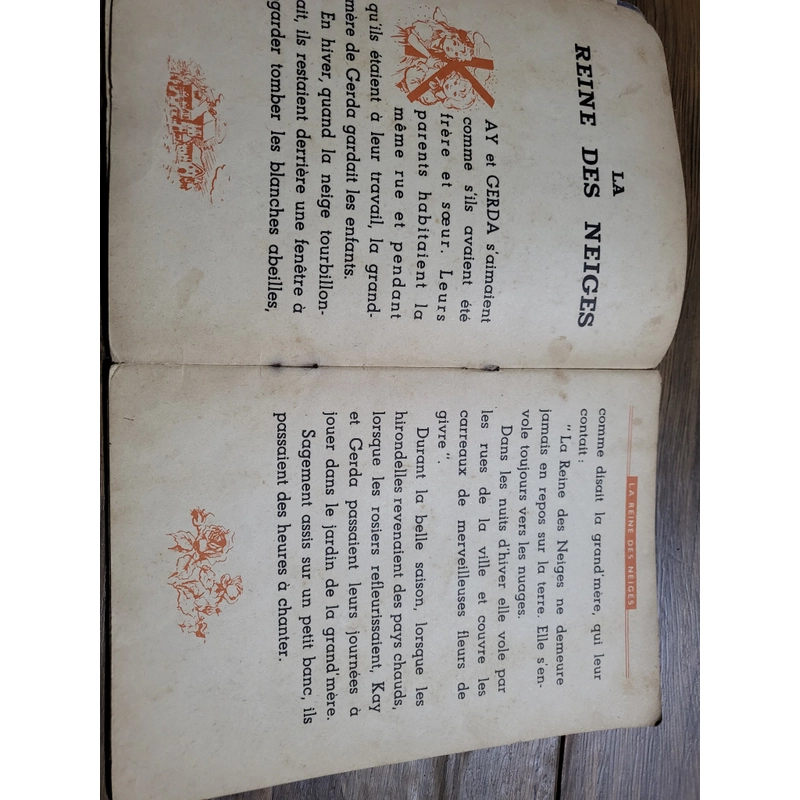 LA
REINE DES NEIGES
KAY et GERDA s'aimaient
comme s'ils avaient été
frère et sœur. Leurs
parents habitaient la
même rue et pendant
qu'ils étaient à leur travail, la grand-
mère de Gerda gardait les enfants.
En hiver, quand la neige tourbillon-
ait, ils restaient derrière une fenêtre à
garder tomber les blanches abeilles,
LA REINE DES NEIGES
comme disait la grand'mère, qui leur
contait :
“ La Reine des Neiges ne demeure
jamais en repos sur la terre. Elle s'en-
vole toujours vers les nuages.
Dans les nuits d'hiver elle vole par
les rues de la ville et couvre les
carreaux de merveilleuses fleurs de
givre “.
Durant la belle saison, lorsque les
hirondelles revenaient des pays chauds,
lorsque les rosiers refleurissaient, Kay
et Gerda passaient leurs journées à
jouer dans le jardin de la grand'mère.
Sagement assis sur un petit banc, ils
passaient des heures à chanter.